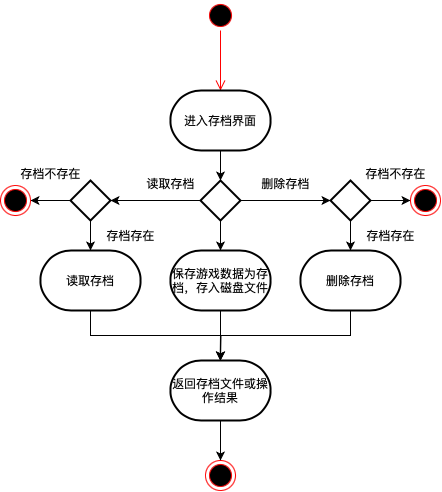 进入存档界面
存档不存在
读取存档
删除存档
存档不存在
存档存在
存档存在
读取存档
保存游戏数据为存
档，存入磁盘文件
删除存档
返回存档文件或操
作结果